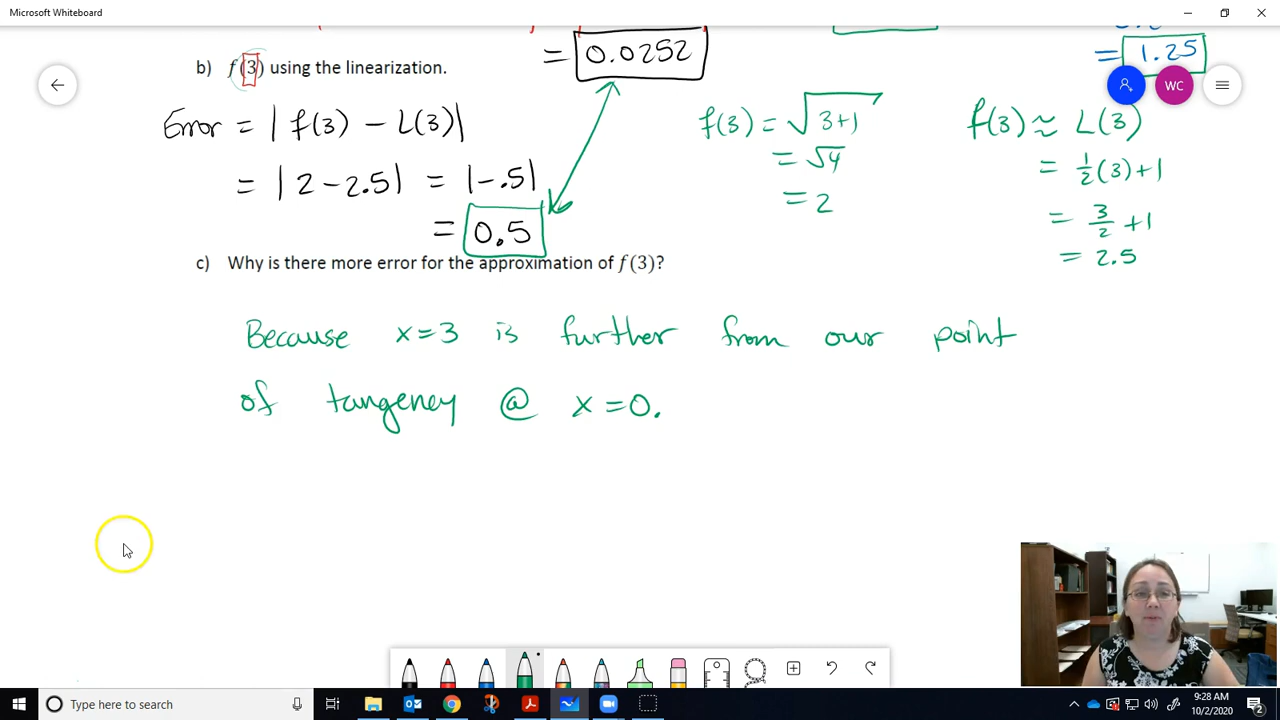 Microsoft Whiteboard
= 0.0252
= 1.25
b) f(3) using the linearization.
WC
Error = | f(3) - L(3)|
= | 2 - 2.5| = |-.5|
= 0.5
f(3) = √3+1
= √4
= 2
f(3) ≈ L(3)
= 1/2 (3) + 1
= 3/2 + 1
= 2.5
c) Why is there more error for the approximation of f(3)?
Because x=3 is further from our point
of tangency @ x=0.
Type here to search
9:28 AM
10/2/2020
2